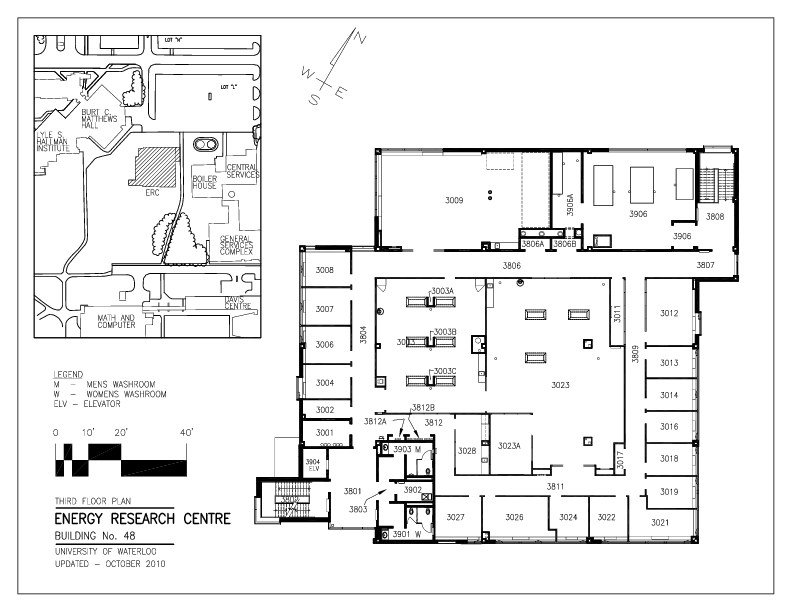 LOT "N"
N
LOT "L"
W
E
S
BURT C.
MATTHEWS
HALL
LYLE S.
HALLMAN
INSTITUTE
CENTRAL
SERVICES
BOILER
HOUSE
ERC
GENERAL
SERVICES
COMPLEX
DAVIS
CENTRE
MATH AND
COMPUTER
3009
3906A
3906
3808
3906
3806A
3806B
3806
3807
3008
3007
3006
3004
3002
3001
3804
3003A
3003B
3003C
3023
3011
3012
3809
3013
3014
3016
3018
3017
3019
3021
3812B
3812A
3812
3903 M
3028
3023A
3904
ELV
3801
3902
3803
3811
3901 W
3027
3026
3024
3022
LEGEND
M – MENS WASHROOM
W – WOMENS WASHROOM
ELV – ELEVATOR
0 10' 20' 40'
THIRD FLOOR PLAN
ENERGY RESEARCH CENTRE
BUILDING No. 48
UNIVERSITY OF WATERLOO
UPDATED – OCTOBER 2010